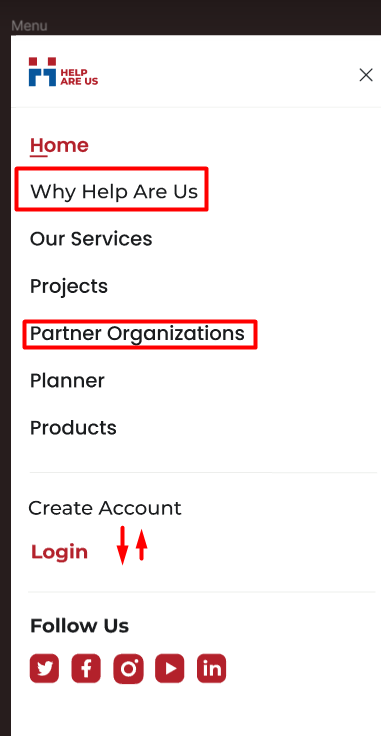 Menu
HELP
ARE US
Home
Why Help Are Us
Our Services
Projects
Partner Organizations
Planner
Products
Create Account
Login
Follow Us
in